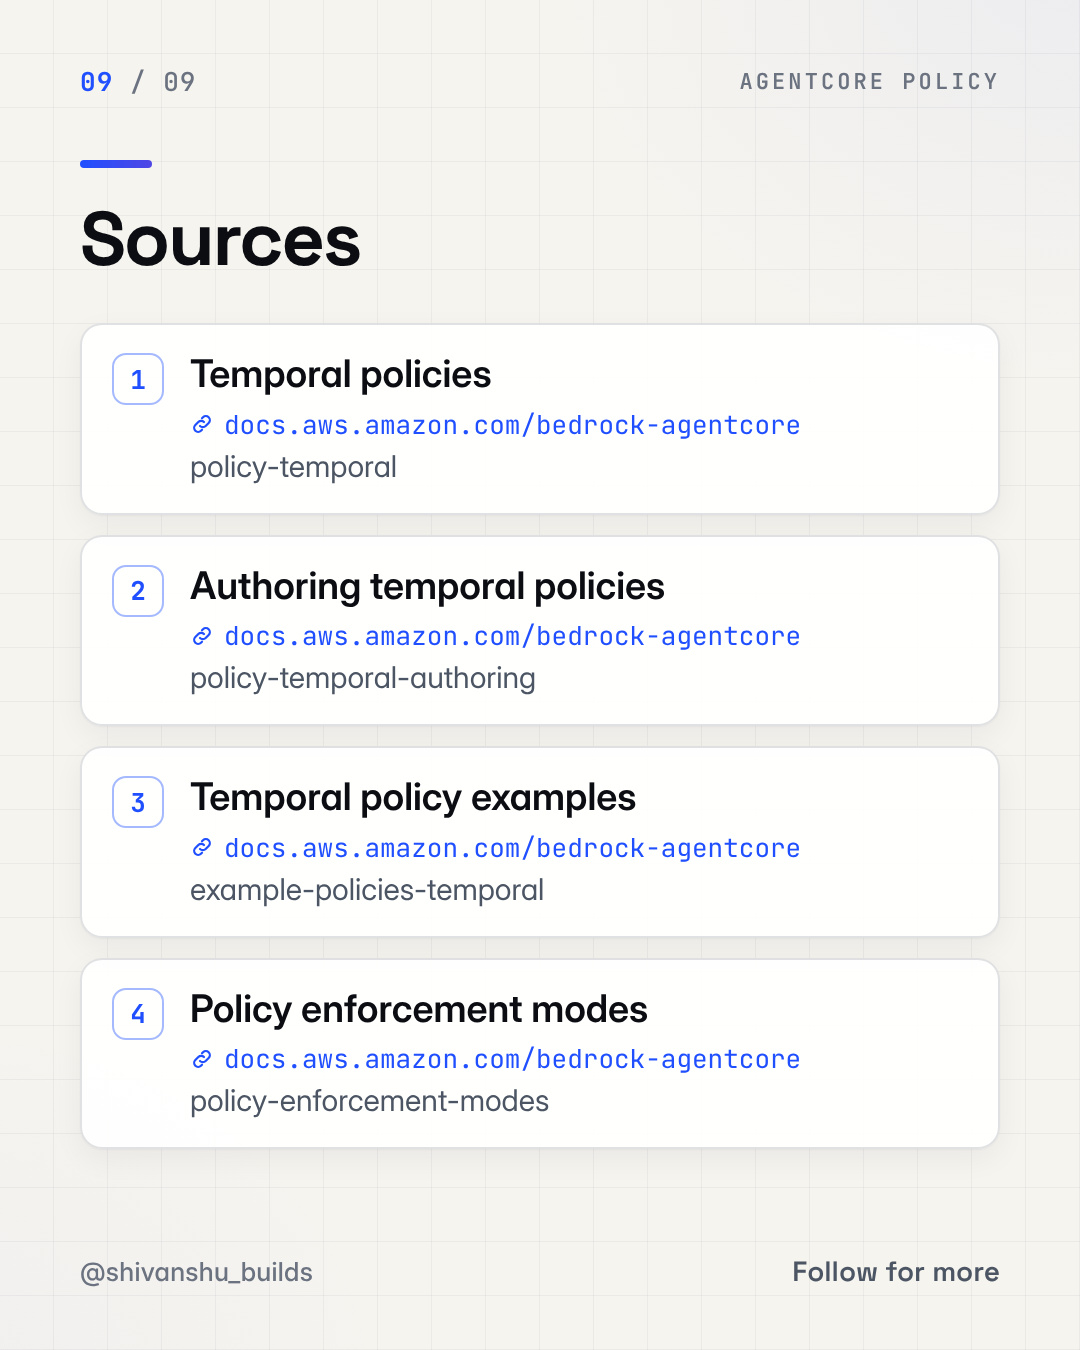 09 / 09
AGENTCORE POLICY
Sources
1
Temporal policies
docs.aws.amazon.com/bedrock-agentcore
policy-temporal
2
Authoring temporal policies
docs.aws.amazon.com/bedrock-agentcore
policy-temporal-authoring
3
Temporal policy examples
docs.aws.amazon.com/bedrock-agentcore
example-policies-temporal
4
Policy enforcement modes
docs.aws.amazon.com/bedrock-agentcore
policy-enforcement-modes
@shivanshu_builds
Follow for more